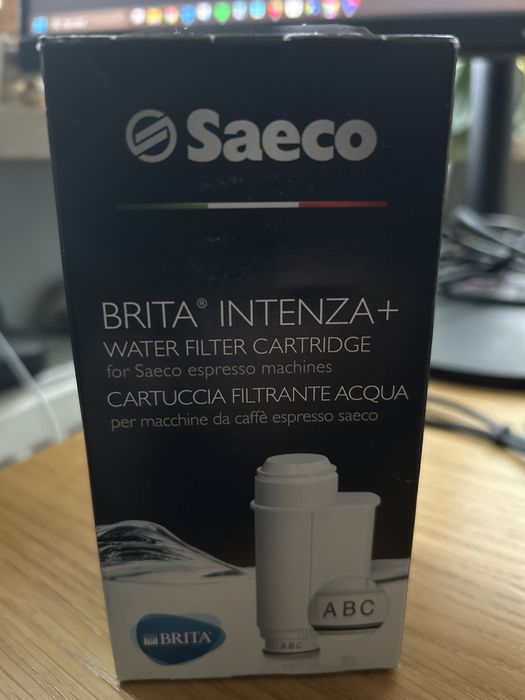 Saeco
BRITA® INTENZA+
WATER FILTER CARTRIDGE
for Saeco espresso machines
CARTUCCIA FILTRANTE ACQUA
per macchine da caffè espresso saeco
ABC
ABC
BRITA